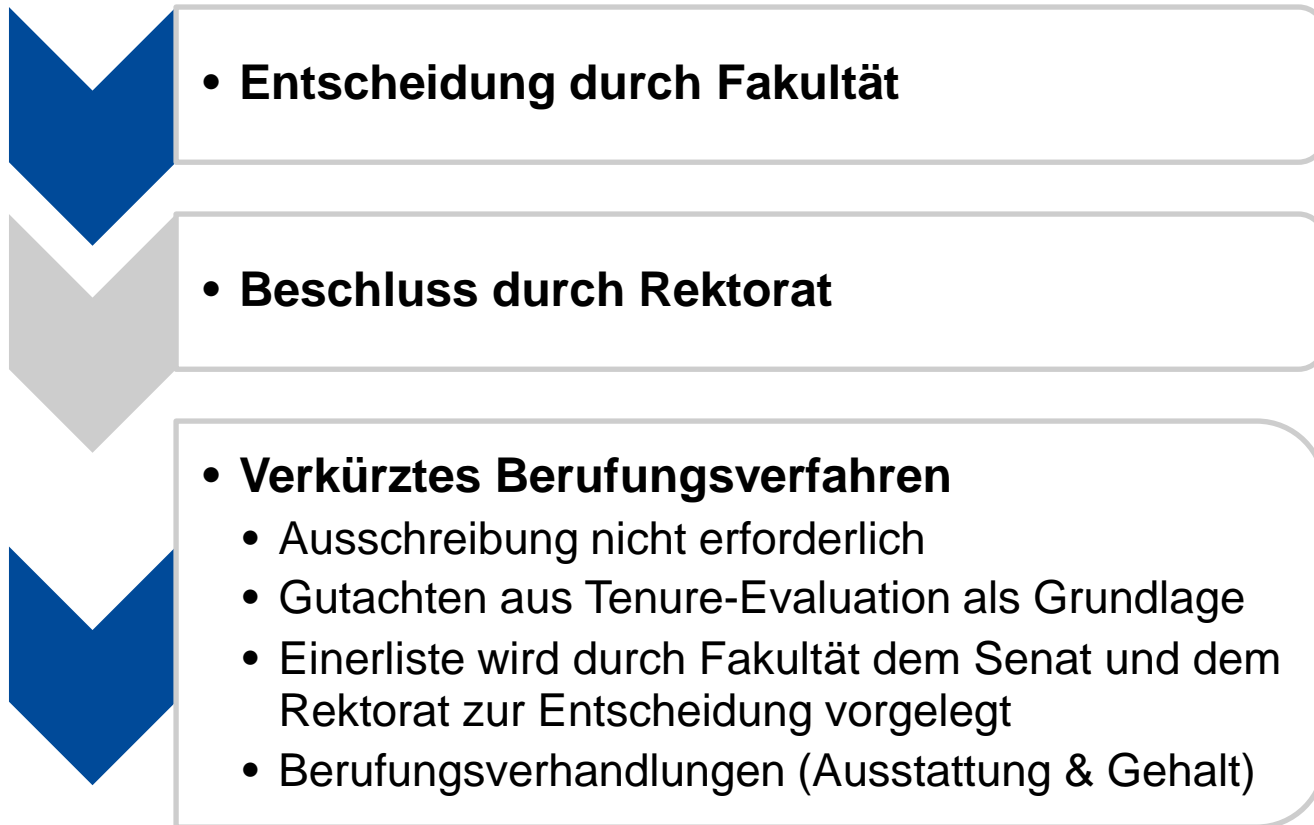 • Entscheidung durch Fakultät
• Beschluss durch Rektorat
• Verkürztes Berufungsverfahren
• Ausschreibung nicht erforderlich
• Gutachten aus Tenure-Evaluation als Grundlage
• Einerliste wird durch Fakultät dem Senat und dem
Rektorat zur Entscheidung vorgelegt
• Berufungsverhandlungen (Ausstattung & Gehalt)